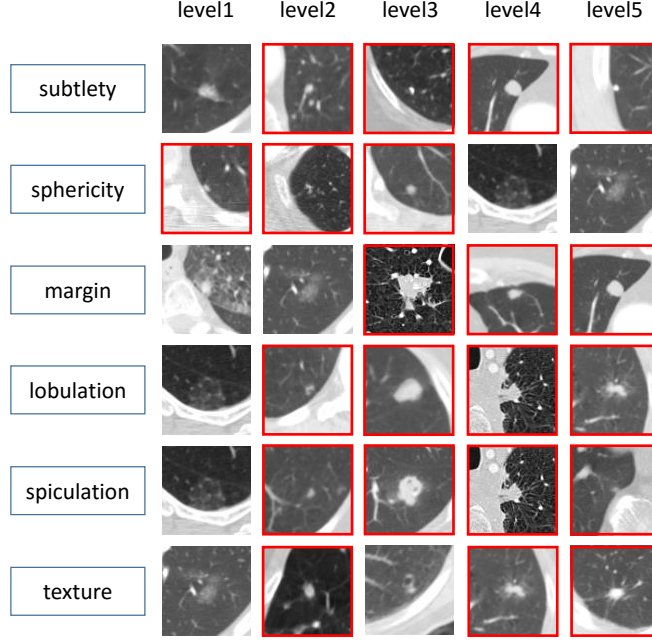 level1 level2 level3 level4 level5
subtlety
sphericity
margin
lobulation
spiculation
texture